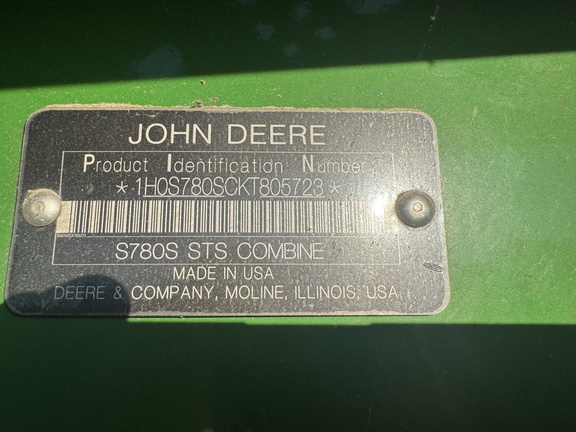 JOHN DEERE
Product Identification Number
*1H0S780SCKT805723*
S780S STS COMBINE
MADE IN USA
DEERE & COMPANY, MOLINE, ILLINOIS, USA